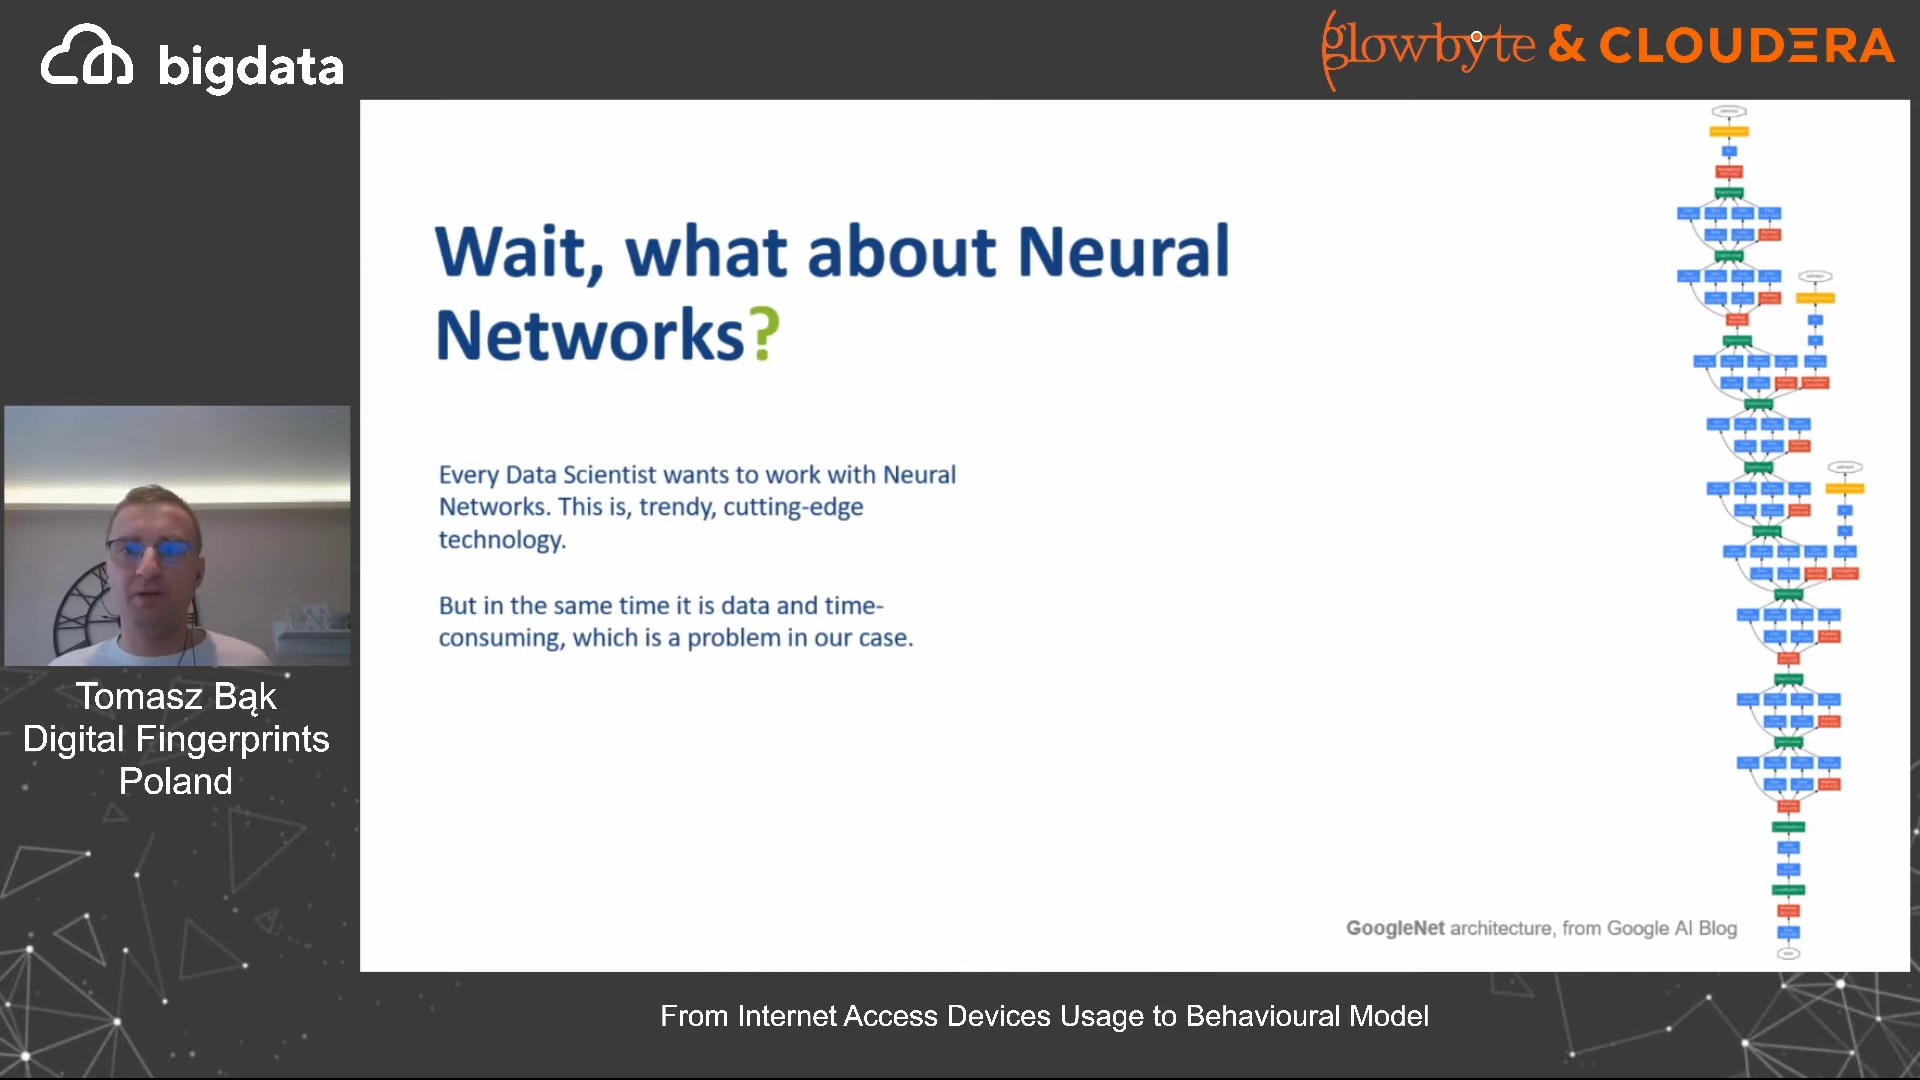 bigdata
glowbyte & CLOUDERA
Wait, what about Neural
Networks?
Every Data Scientist wants to work with Neural
Networks. This is, trendy, cutting-edge
technology.
But in the same time it is data and time-
consuming, which is a problem in our case.
GoogleNet architecture, from Google AI Blog
Tomasz Bąk
Digital Fingerprints
Poland
From Internet Access Devices Usage to Behavioural Model